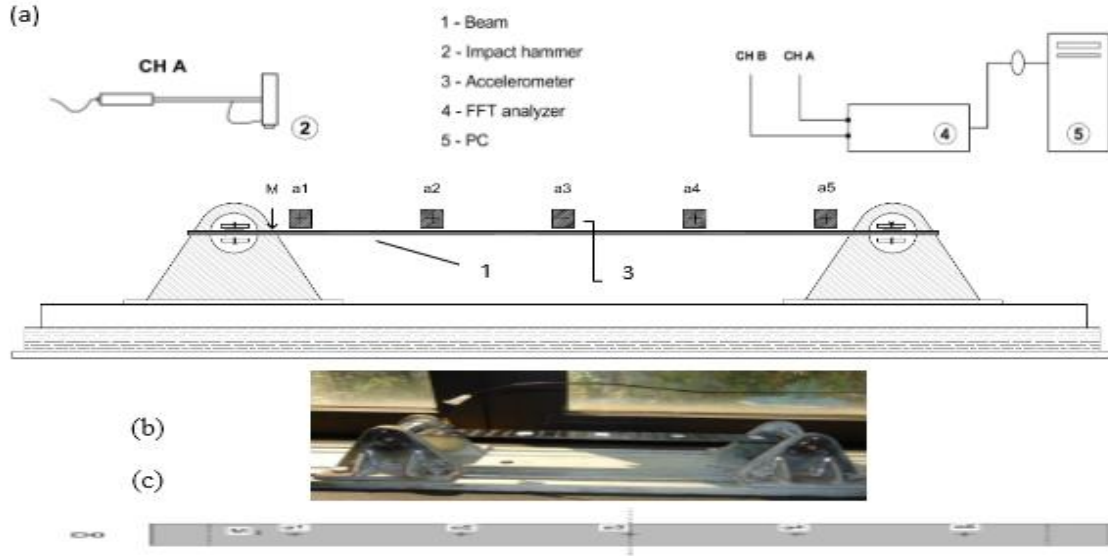 (a)
1 - Beam
2 - Impact hammer
3 - Accelerometer
4 - FFT analyzer
5 - PC
CH A
2
CH B CH A
4
5
M a1 a2 a3 a4 a5
1
3
(b)
(c)
a1